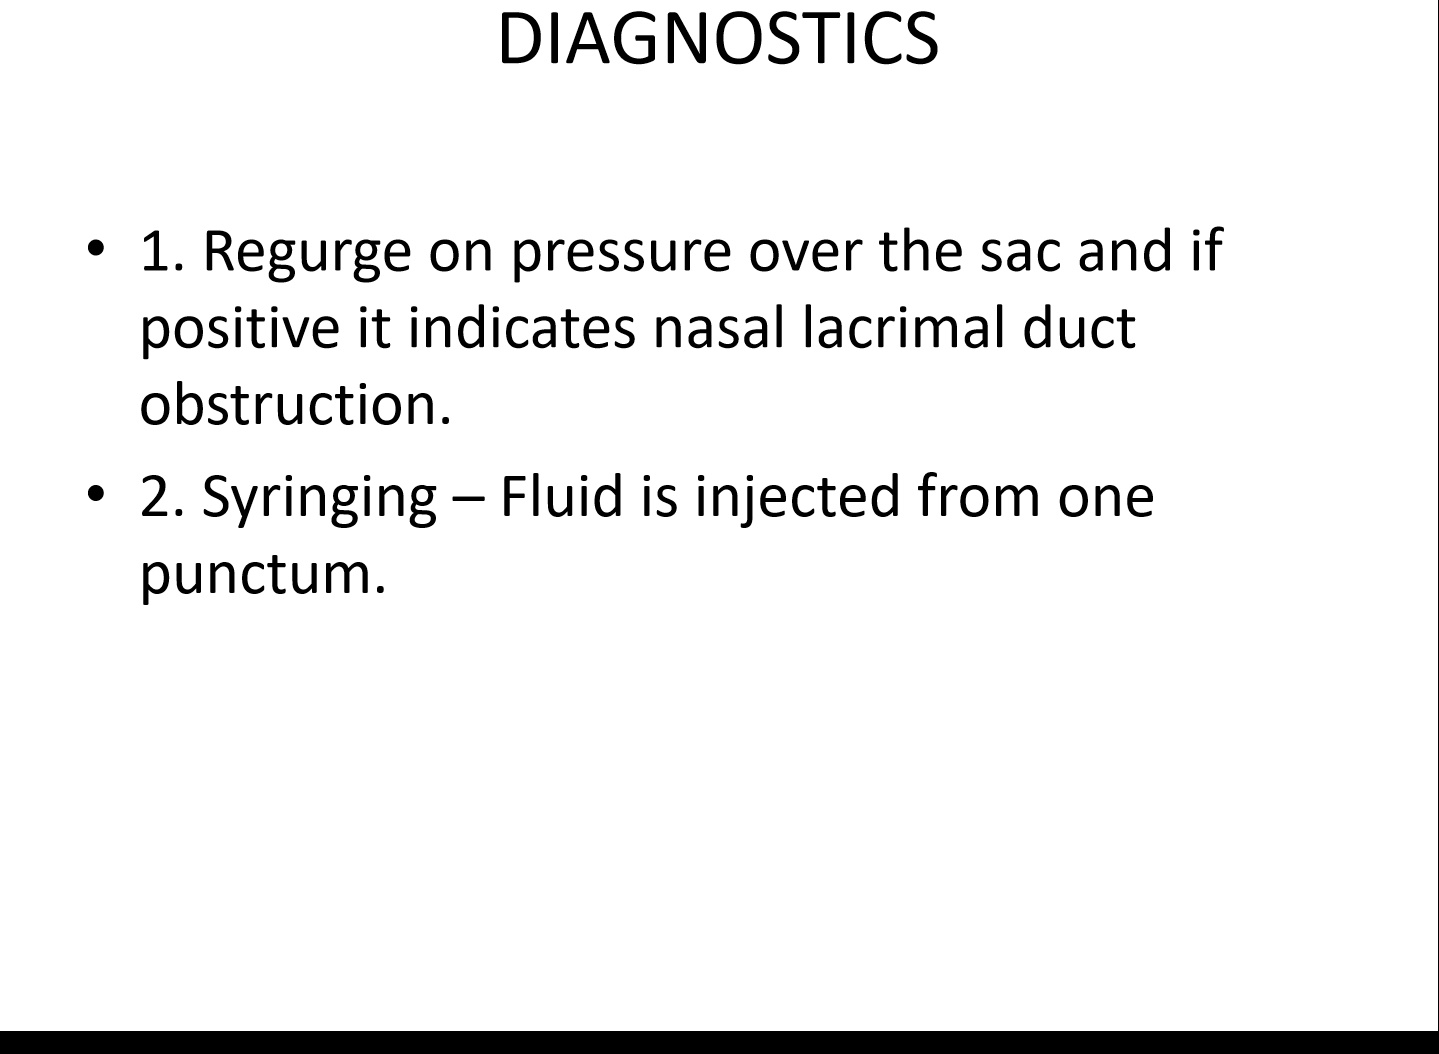 DIAGNOSTICS
• 1. Regurge on pressure over the sac and if
positive it indicates nasal lacrimal duct
obstruction.
• 2. Syringing – Fluid is injected from one
punctum.